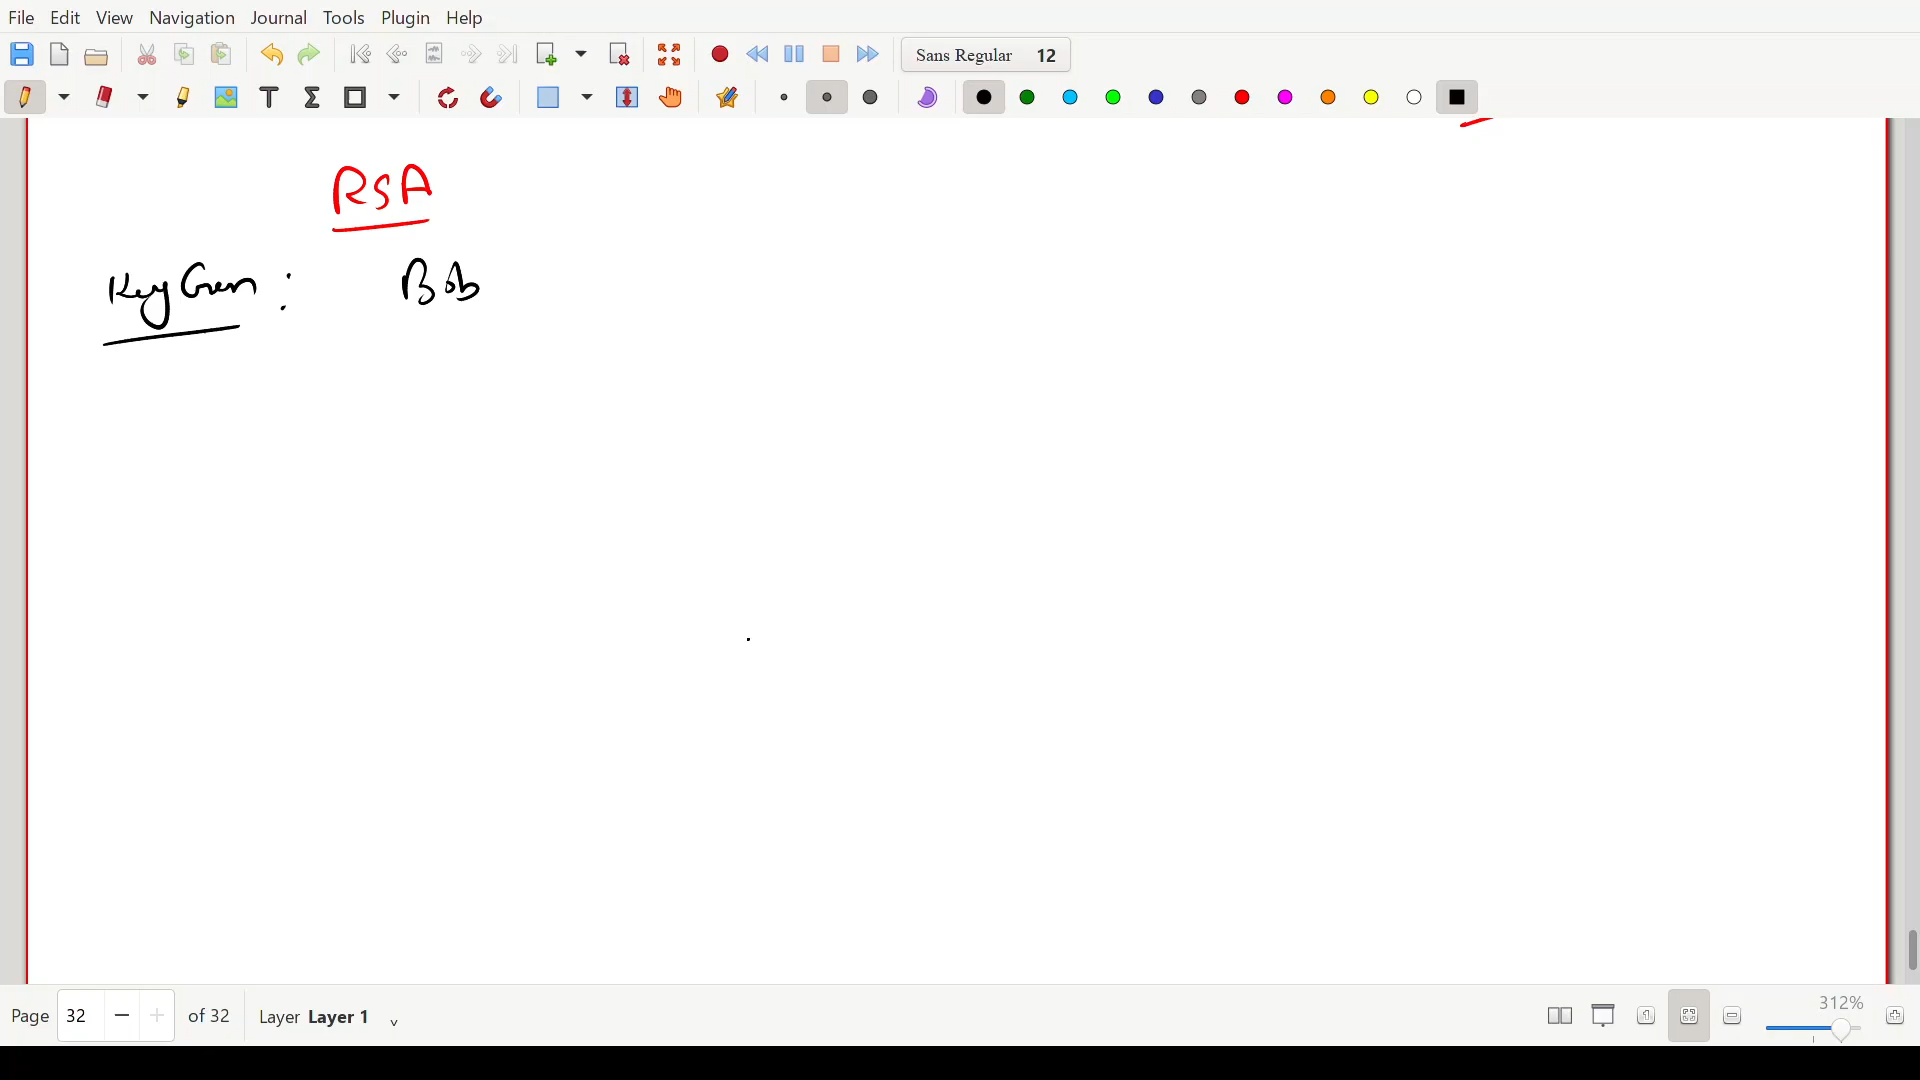 File Edit View Navigation Journal Tools Plugin Help
Sans Regular 12
RSA
KeyGen : Bob
Page 32 of 32 Layer Layer 1 312%